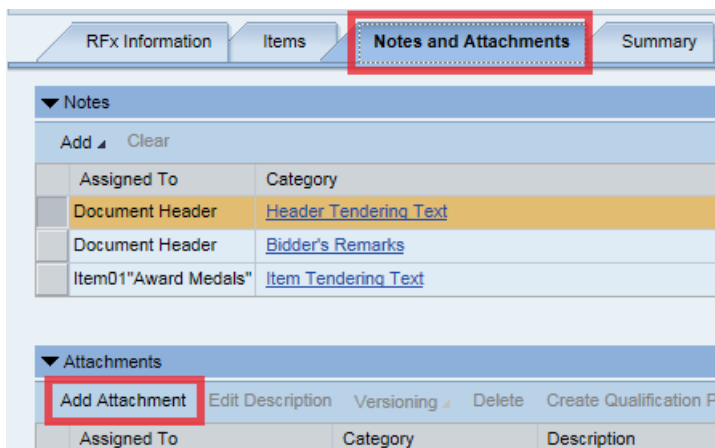 RFx Information Items Notes and Attachments Summary
Notes
Add Clear
Assigned To Category
Document Header Header Tendering Text
Document Header Bidder's Remarks
Item01"Award Medals" Item Tendering Text
Attachments
Add Attachment Edit Description Versioning Delete Create Qualification P
Assigned To Category Description